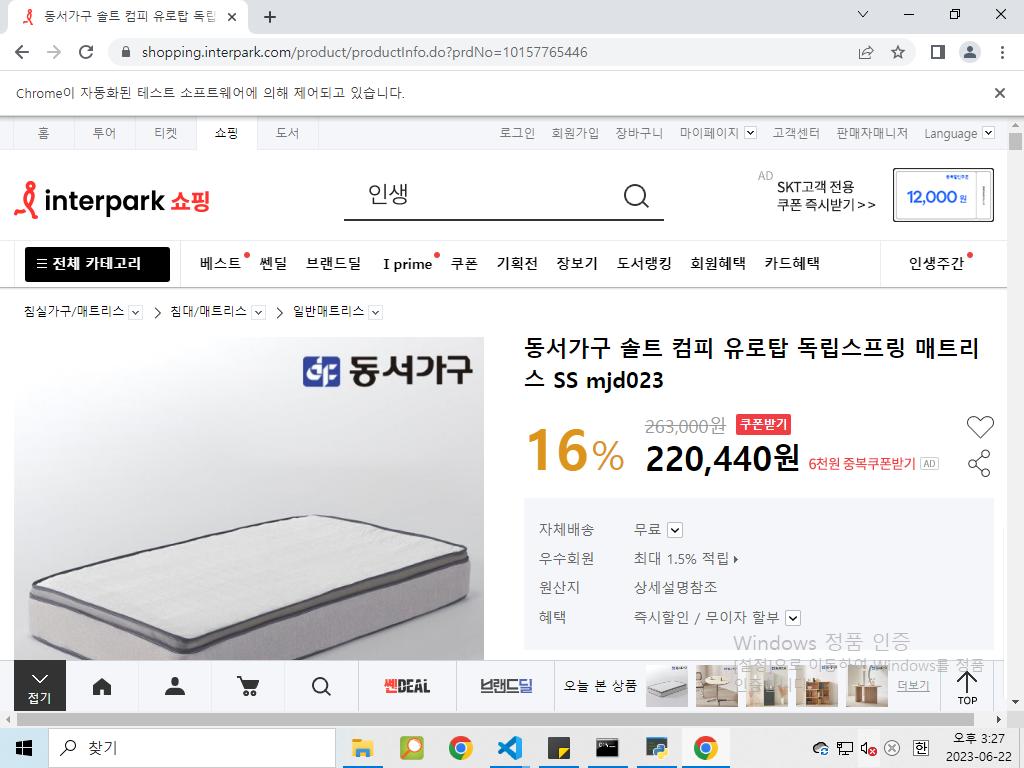 동서가구 솔트 컴피 유로탑 독립
shopping.interpark.com/product/productInfo.do?prdNo=10157765446
Chrome이 자동화된 테스트 소프트웨어에 의해 제어되고 있습니다.
홈 투어 티켓 쇼핑 도서 로그인 회원가입 장바구니 마이페이지 고객센터 판매자매니저 Language
interpark 쇼핑 인생
AD SKT고객 전용
쿠폰 즉시받기>>
12,000원
전체 카테고리 베스트 쎈딜 브랜드딜 I prime 쿠폰 기획전 장보기 도서랭킹 회원혜택 카드혜택 인생주간
침실가구/매트리스 침대/매트리스 일반매트리스
동서가구
동서가구 솔트 컴피 유로탑 독립스프링 매트리
스 SS mjd023
16% 263,000원 쿠폰받기
220,440원 6천원 중복쿠폰받기 AD
자체배송 무료
우수회원 최대 1.5% 적립
원산지 상세설명참조
혜택 즉시할인 / 무이자 할부
Windows 정품 인증
[설정]으로 이동하여 Windows를 정품
접기 쎈DEAL 브랜드딜 오늘 본 상품 더보기 TOP
찾기
한
오후 3:27
2023-06-22